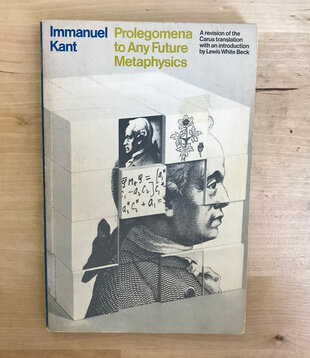 Immanuel
Kant
Prolegomena
to Any Future
Metaphysics
A revision of the
Carus translation
with an introduction
by Lewis White Beck